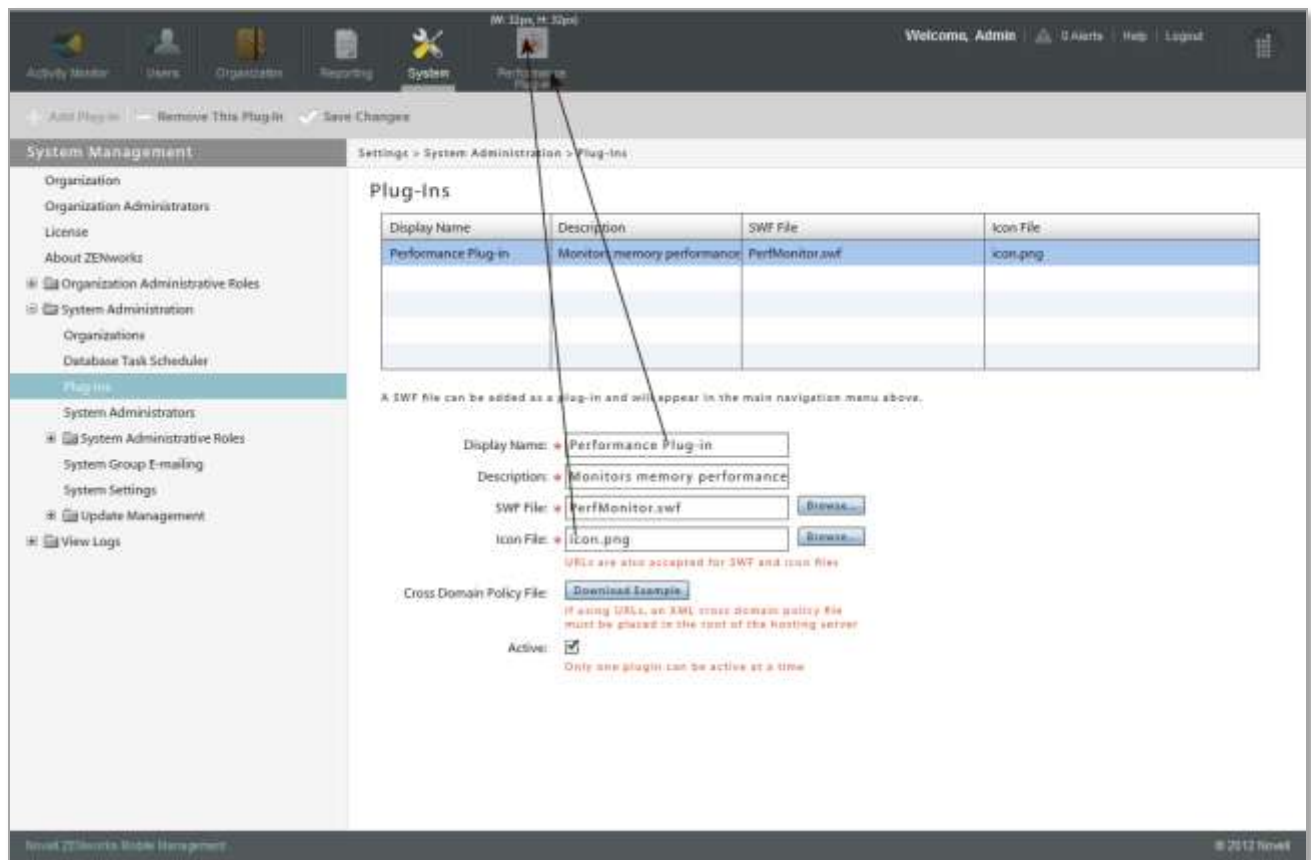 (W: 32px, H: 32px)
Welcome, Admin | 0 Alerts | Help | Logout
Activity Monitor Users Organization Reporting System Performance Plug-in
Add Plug-In Remove This Plug-In Save Changes
System Management
Settings > System Administration > Plug-Ins
Organization
Organization Administrators
License
About ZENworks
Organization Administrative Roles
System Administration
Organizations
Database Task Scheduler
Plug-Ins
System Administrators
System Administrative Roles
System Group E-mailing
System Settings
Update Management
View Logs
Plug-Ins
Display Name Description SWF File Icon File
Performance Plug-in Monitors memory performance PerfMonitor.swf icon.png
A SWF file can be added as a plug-in and will appear in the main navigation menu above.
Display Name: * Performance Plug-in
Description: * Monitors memory performance
SWF File: * PerfMonitor.swf Browse...
Icon File: * icon.png Browse...
URLs are also accepted for SWF and icon files
Cross Domain Policy File: Download Example
If using URLs, an XML cross domain policy file
must be placed in the root of the hosting server
Active:
Only one plugin can be active at a time
Novell ZENworks Mobile Management
© 2012 Novell